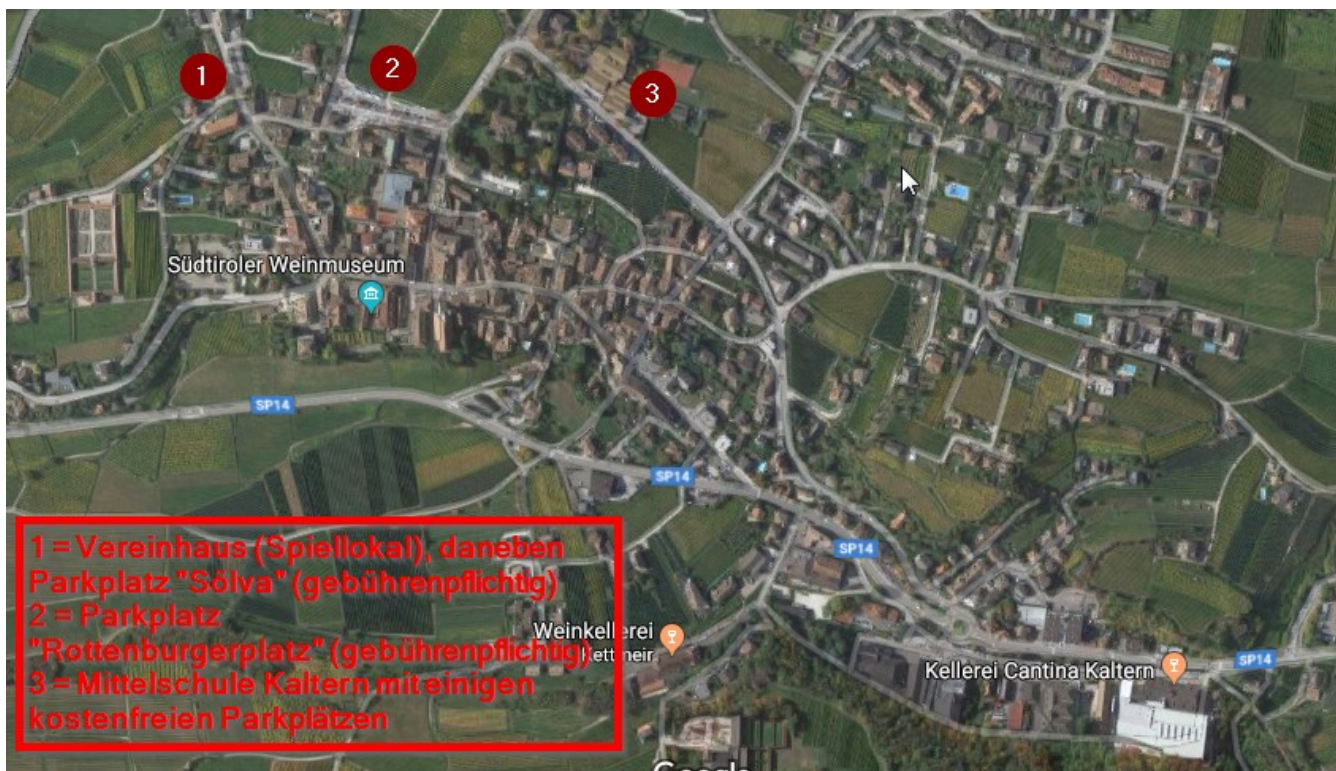 1
2
3
Südtiroler Weinmuseum
SP14
SP14
SP14
1 = Vereinhaus (Spiellokal), daneben
Parkplatz "Sölva" (gebührenpflichtig)
2 = Parkplatz
"Rottenburgerplatz" (gebührenpflichtig)
3 = Mittelschule Kaltern mit einigen
kostenfreien Parkplätzen
Weinkellerei
Kettmeir
Kellerei Cantina Kaltern
SP14
Google